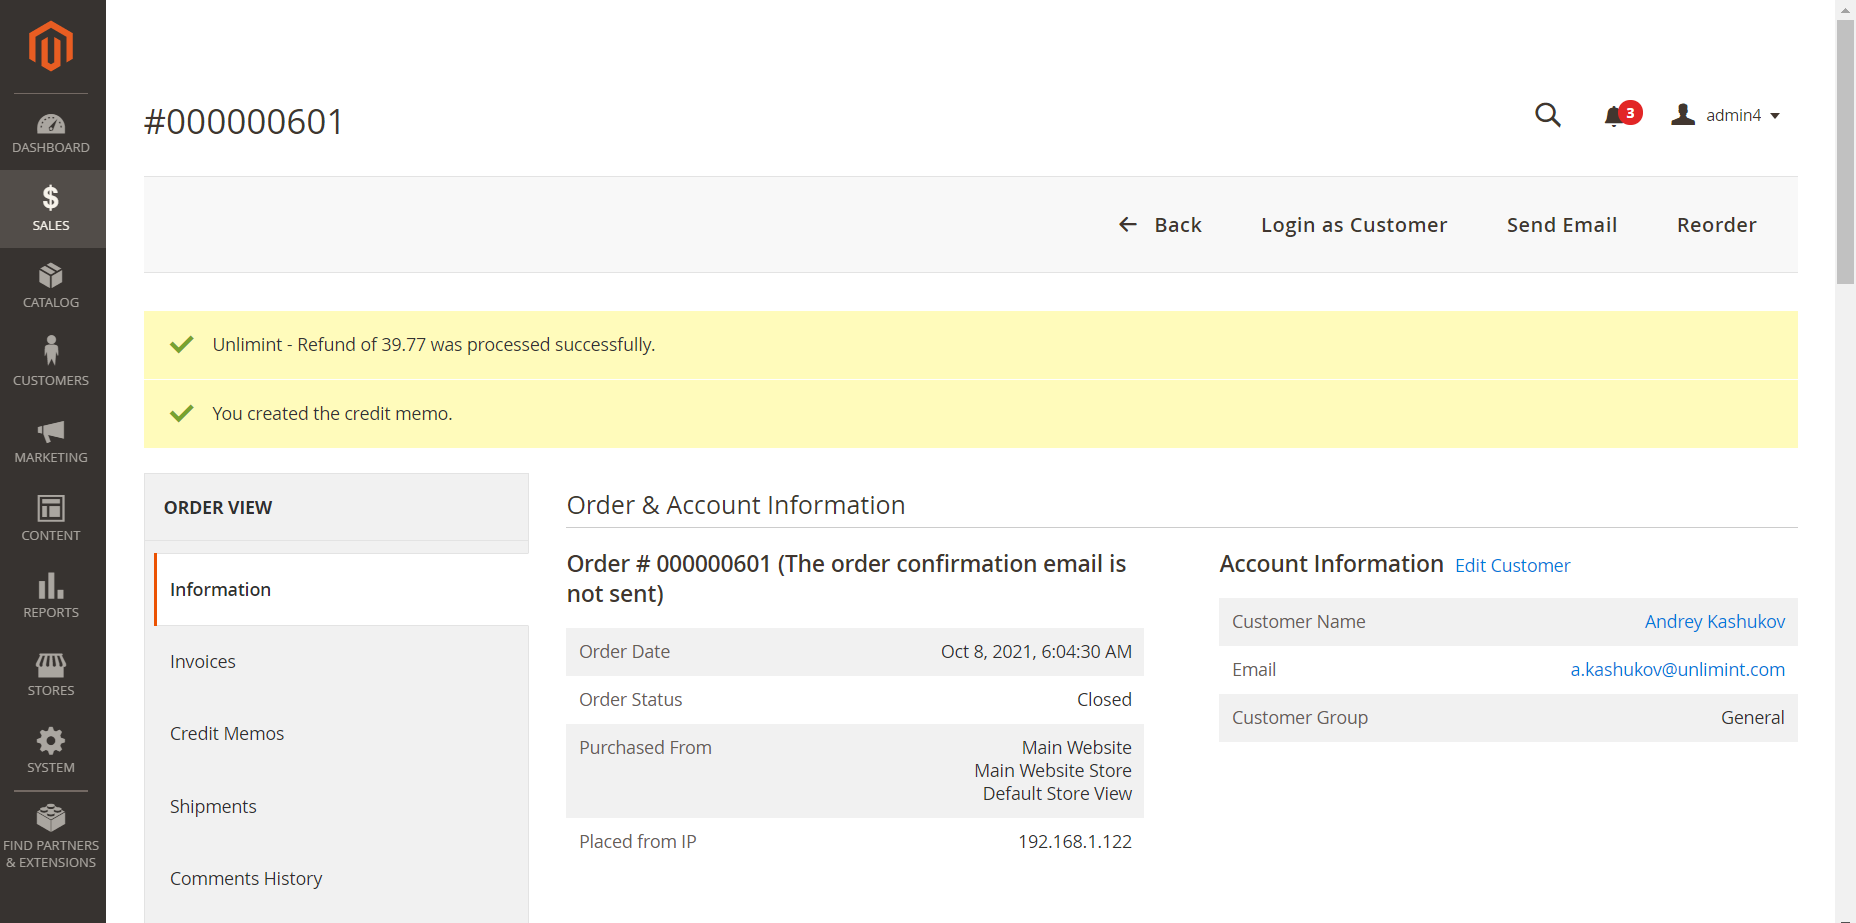 #000000601
3
admin4
DASHBOARD
SALES
CATALOG
CUSTOMERS
MARKETING
CONTENT
REPORTS
STORES
SYSTEM
FIND PARTNERS
& EXTENSIONS
Back
Login as Customer
Send Email
Reorder
Unlimint - Refund of 39.77 was processed successfully.
You created the credit memo.
ORDER VIEW
Information
Invoices
Credit Memos
Shipments
Comments History
Order & Account Information
Order # 000000601 (The order confirmation email is
not sent)
Order Date Oct 8, 2021, 6:04:30 AM
Order Status Closed
Purchased From Main Website
Main Website Store
Default Store View
Placed from IP 192.168.1.122
Account Information Edit Customer
Customer Name Andrey Kashukov
Email a.kashukov@unlimint.com
Customer Group General